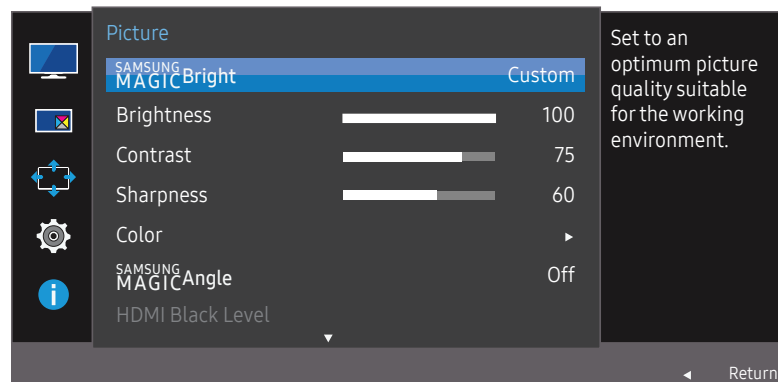 Picture
SAMSUNG
MAGICBright Custom
Brightness 100
Contrast 75
Sharpness 60
Color ▸
SAMSUNG
MAGICAngle Off
HDMI Black Level
▼
Set to an
optimum picture
quality suitable
for the working
environment.
i
◂ Return